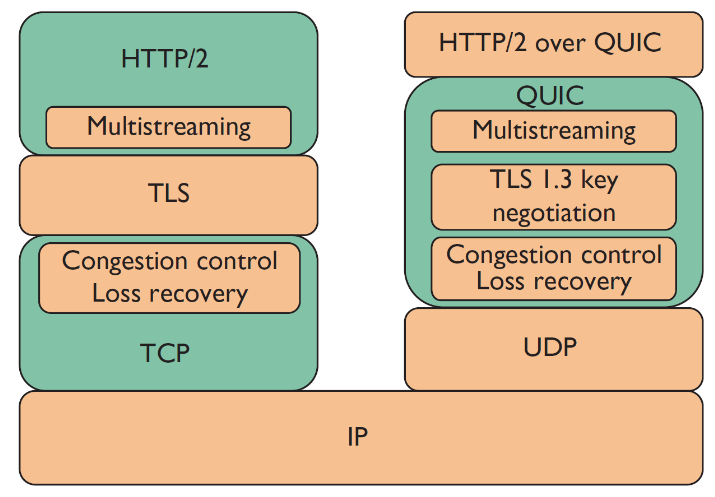 HTTP/2
Multistreaming
TLS
Congestion control
Loss recovery
TCP
HTTP/2 over QUIC
QUIC
Multistreaming
TLS 1.3 key
negotiation
Congestion control
Loss recovery
UDP
IP